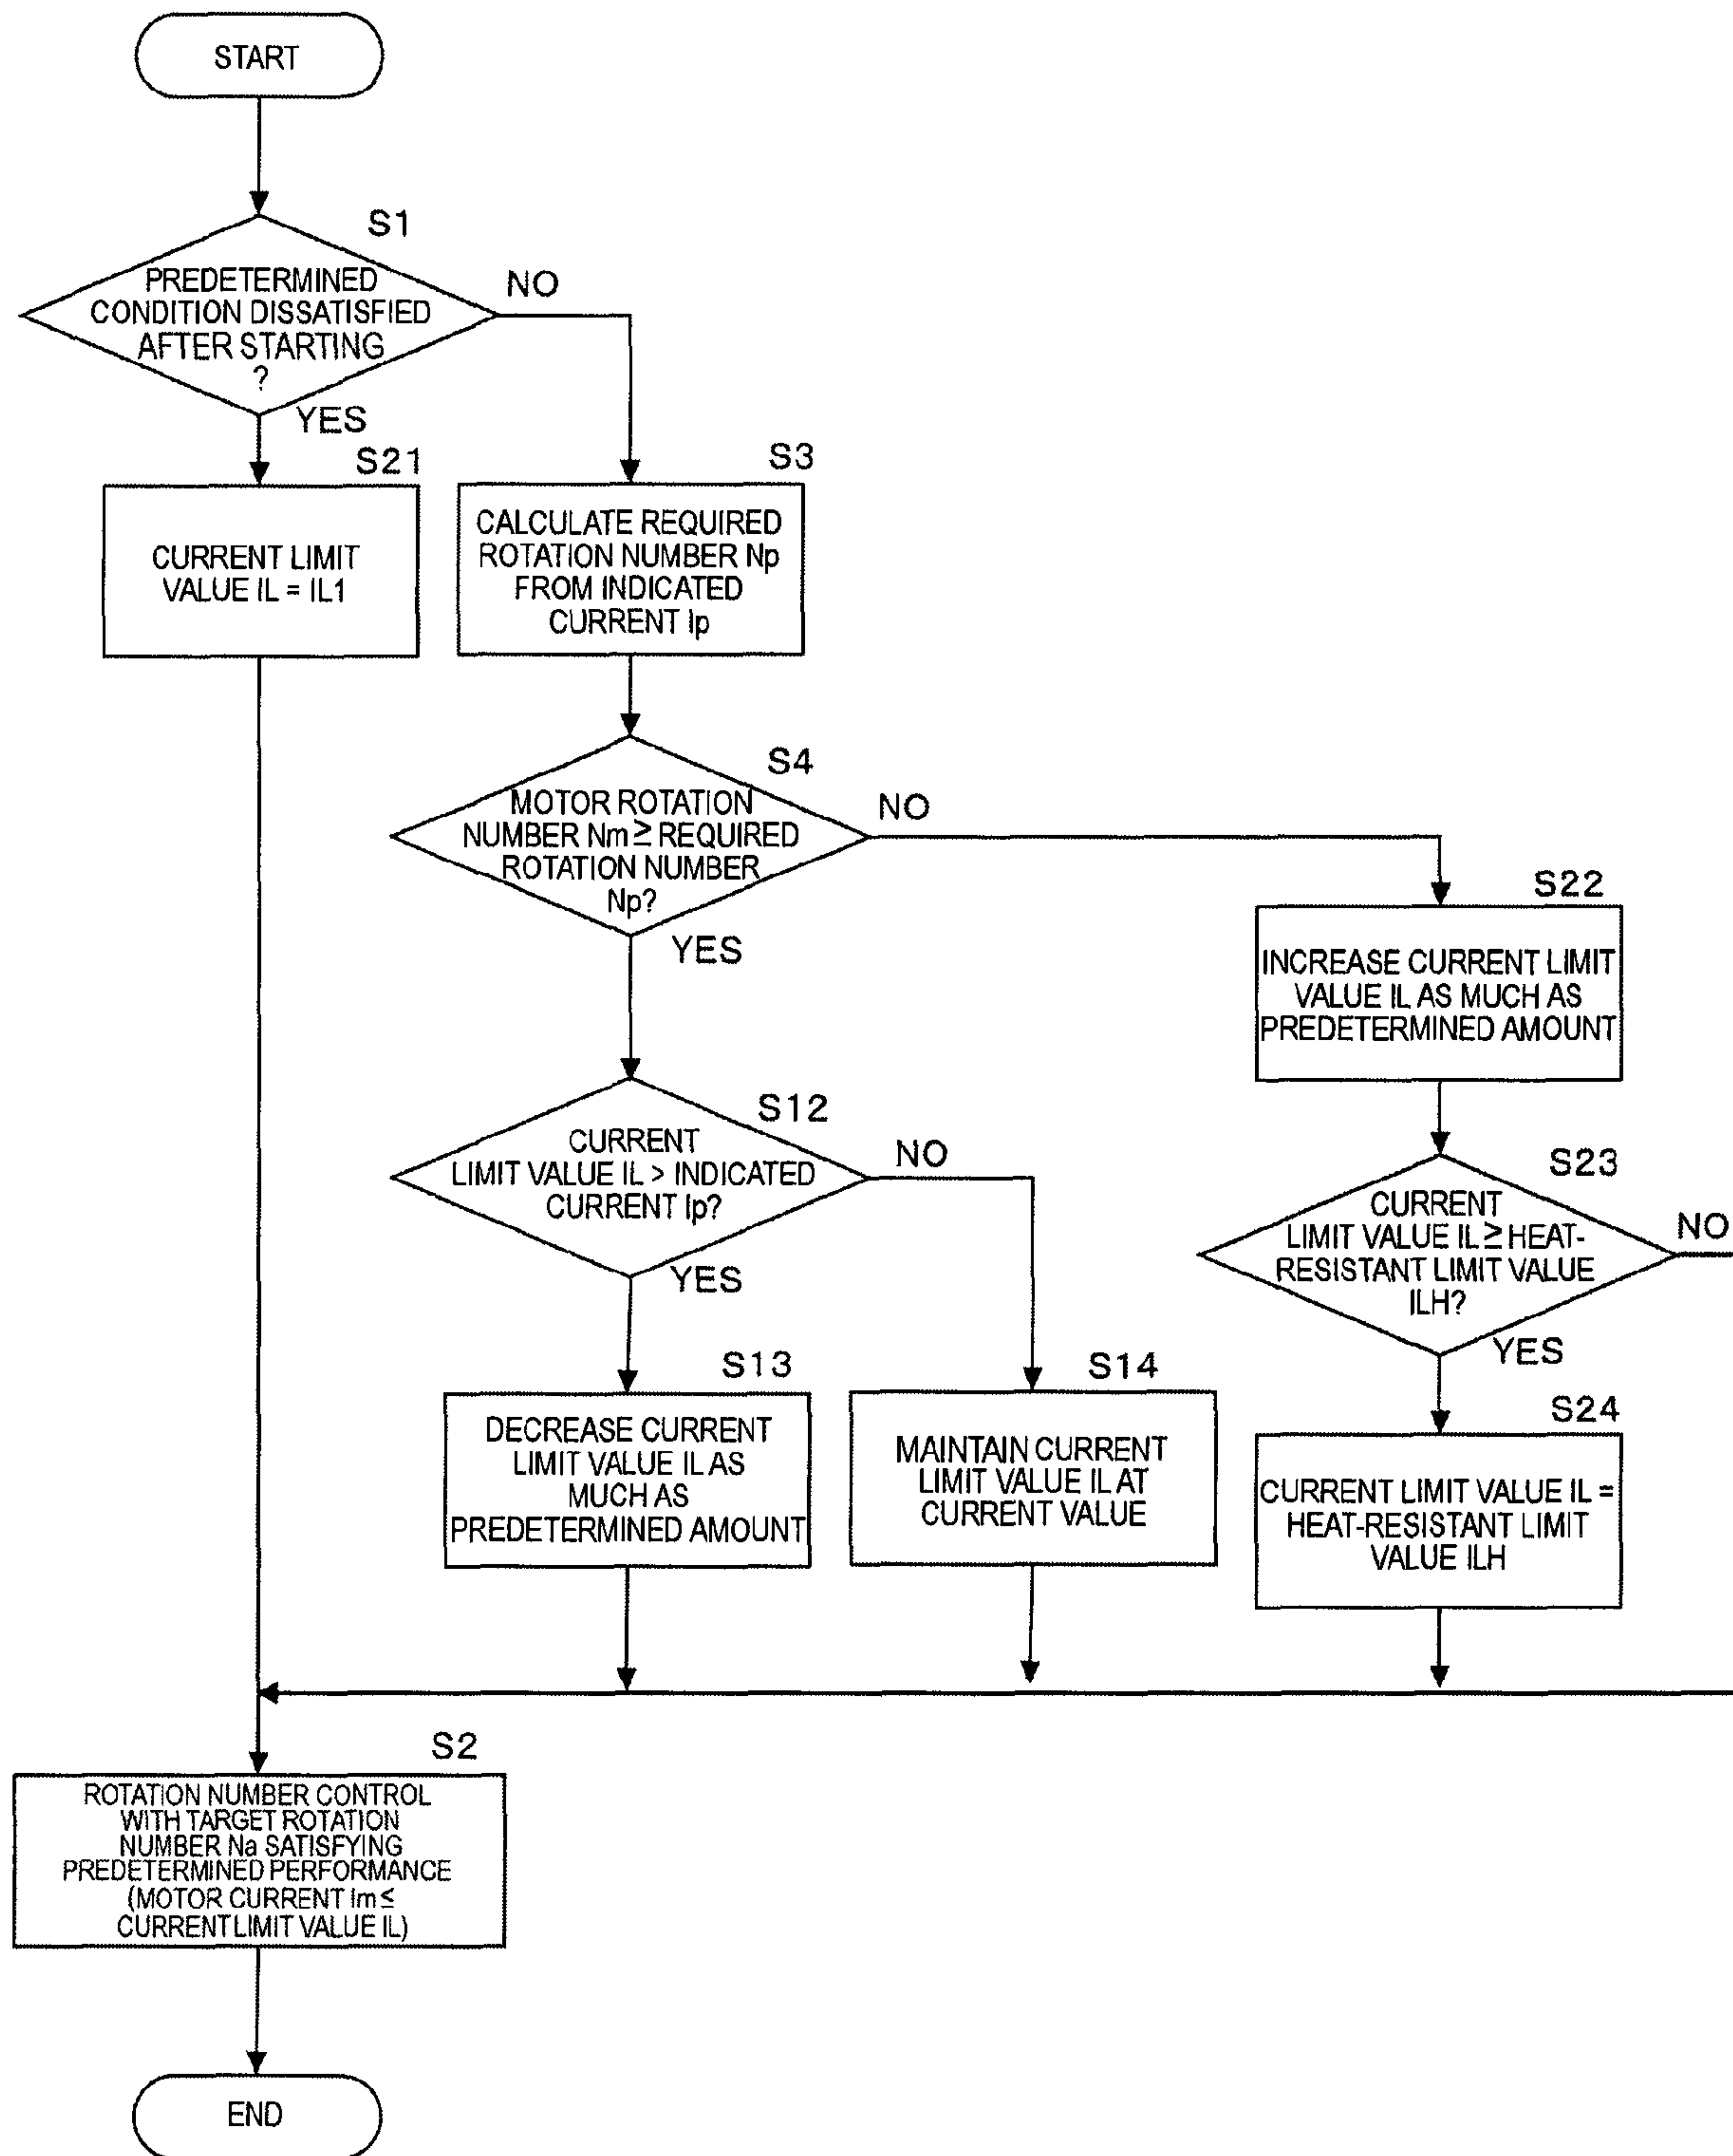 START
S1
PREDETERMINED
CONDITION DISSATISFIED
AFTER STARTING
?
NO
YES
S21
CURRENT LIMIT
VALUE IL = IL1
S3
CALCULATE REQUIRED
ROTATION NUMBER Np
FROM INDICATED
CURRENT Ip
S4
MOTOR ROTATION
NUMBER Nm ≥ REQUIRED
ROTATION NUMBER
Np?
NO
YES
S22
INCREASE CURRENT LIMIT
VALUE IL AS MUCH AS
PREDETERMINED AMOUNT
S12
CURRENT
LIMIT VALUE IL > INDICATED
CURRENT Ip?
NO
YES
S23
CURRENT
LIMIT VALUE IL ≥ HEAT-
RESISTANT LIMIT VALUE
ILH?
NO
YES
S13
DECREASE CURRENT
LIMIT VALUE IL AS
MUCH AS
PREDETERMINED AMOUNT
S14
MAINTAIN CURRENT
LIMIT VALUE IL AT
CURRENT VALUE
S24
CURRENT LIMIT VALUE IL =
HEAT-RESISTANT LIMIT
VALUE ILH
S2
ROTATION NUMBER CONTROL
WITH TARGET ROTATION
NUMBER Na SATISFYING
PREDETERMINED PERFORMANCE
(MOTOR CURRENT Im ≤
CURRENT LIMIT VALUE IL)
END